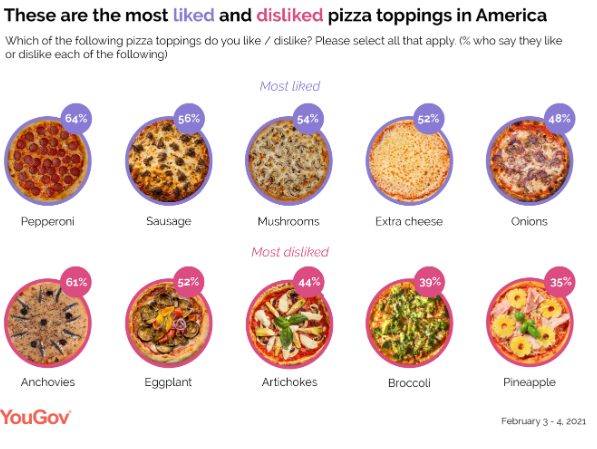 These are the most liked and disliked pizza toppings in America
Which of the following pizza toppings do you like / dislike? Please select all that apply. (% who say they like
or dislike each of the following)
Most liked
64% 56% 54% 52% 48%
Pepperoni Sausage Mushrooms Extra cheese Onions
Most disliked
61% 52% 44% 39% 35%
Anchovies Eggplant Artichokes Broccoli Pineapple
YouGov
February 3 - 4, 2021